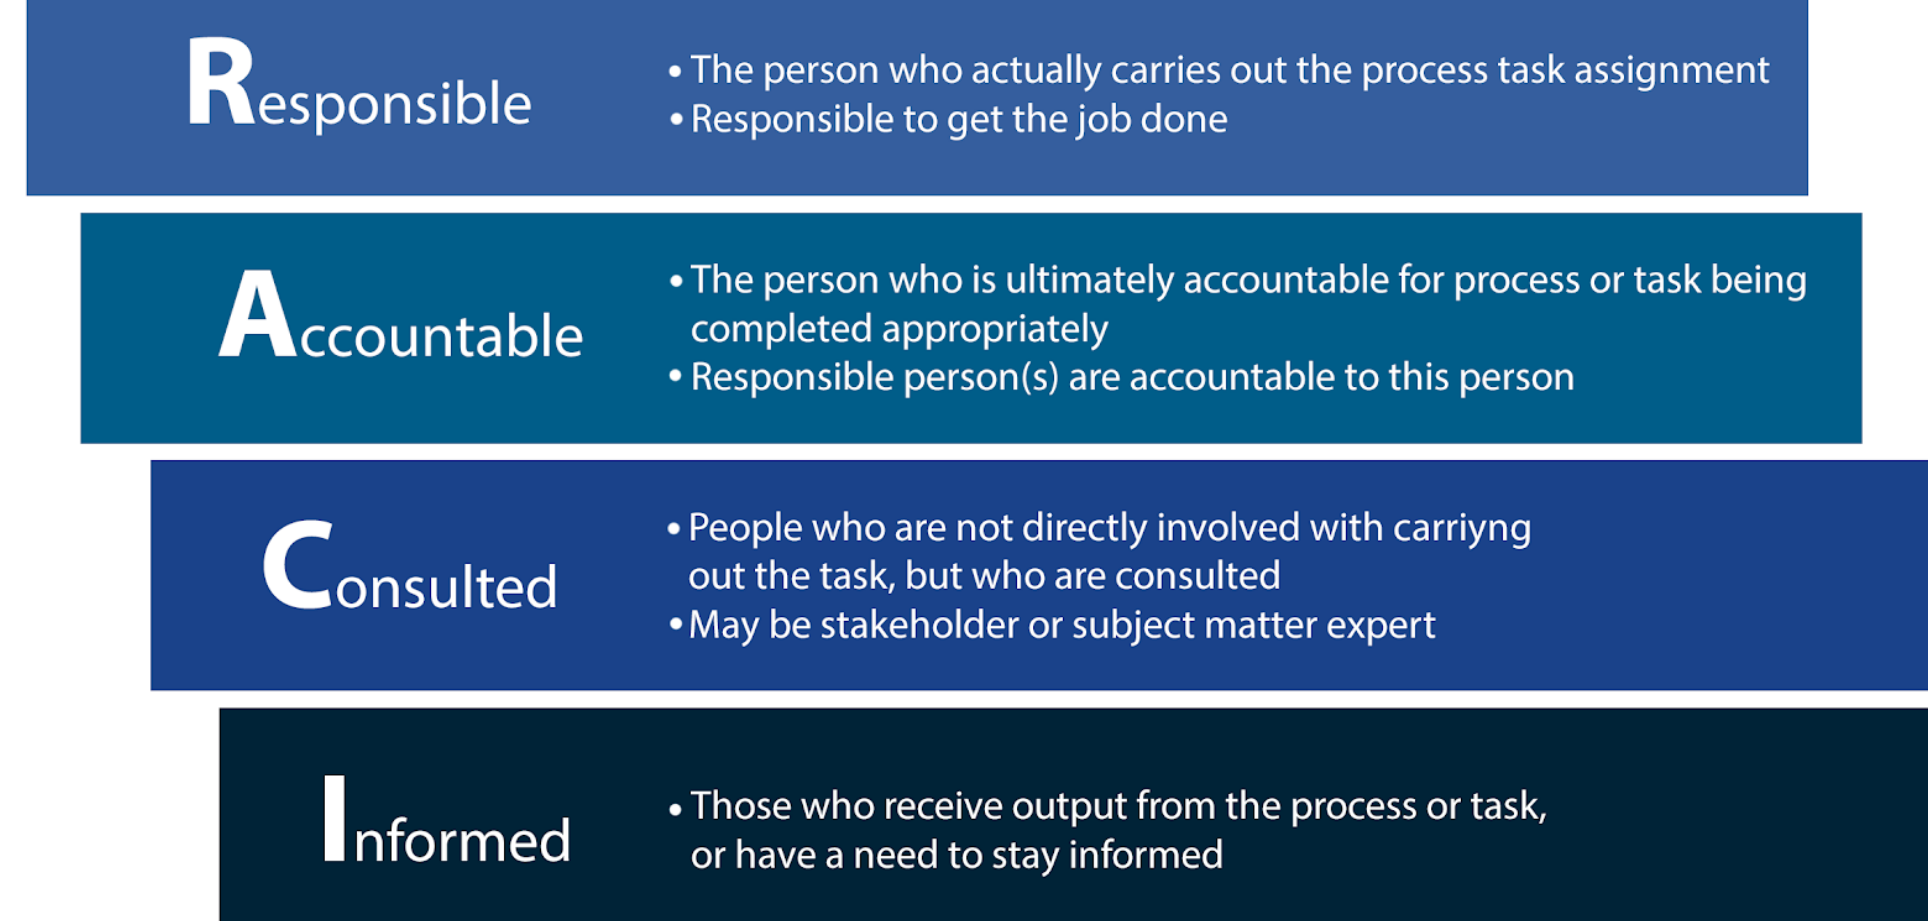 Responsible
• The person who actually carries out the process task assignment
• Responsible to get the job done
Accountable
• The person who is ultimately accountable for process or task being
completed appropriately
• Responsible person(s) are accountable to this person
Consulted
• People who are not directly involved with carriyng
out the task, but who are consulted
• May be stakeholder or subject matter expert
Informed
• Those who receive output from the process or task,
or have a need to stay informed